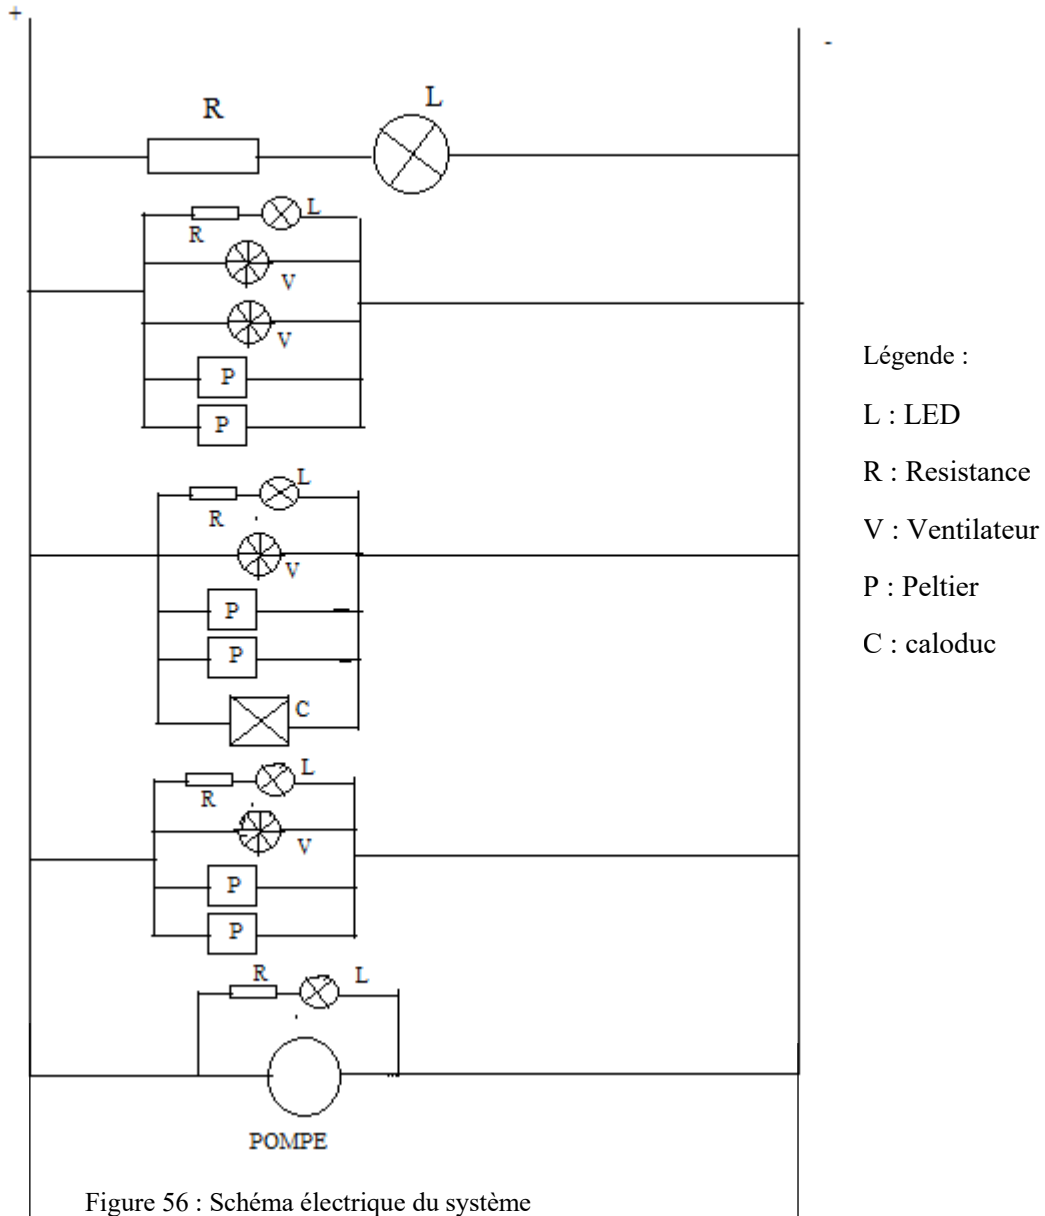 +
-
R
L
L
R
V
V
P
P
L
R
V
P
P
C
L
R
V
P
P
R
L
POMPE
Légende :
L : LED
R : Resistance
V : Ventilateur
P : Peltier
C : caloduc
Figure 56 : Schéma électrique du système